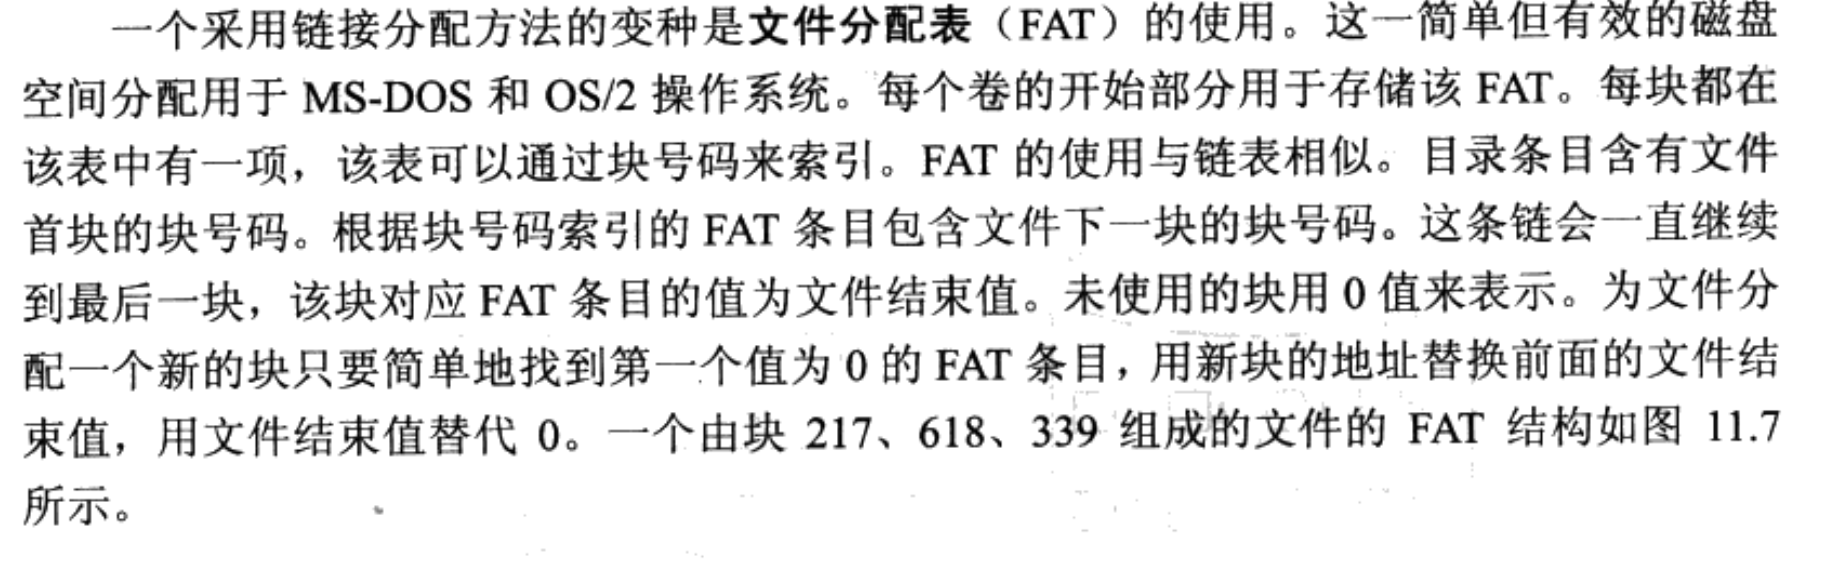 一个采用链接分配方法的变种是文件分配表（FAT）的使用。这一简单但有效的磁盘
空间分配用于 MS-DOS 和 OS/2 操作系统。每个卷的开始部分用于存储该 FAT。每块都在
该表中有一项，该表可以通过块号码来索引。FAT 的使用与链表相似。目录条目含有文件
首块的块号码。根据块号码索引的 FAT 条目包含文件下一块的块号码。这条链会一直继续
到最后一块，该块对应 FAT 条目的值为文件结束值。未使用的块用 0 值来表示。为文件分
配一个新的块只要简单地找到第一个值为 0 的 FAT 条目，用新块的地址替换前面的文件结
束值，用文件结束值替代 0。一个由块 217、618、339 组成的文件的 FAT 结构如图 11.7
所示。